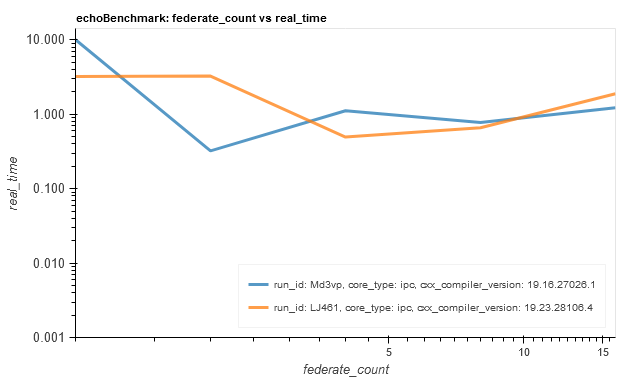 echoBenchmark: federate_count vs real_time
10.000
1.000
0.100
0.010
0.001
real_time
run_id: Md3vp, core_type: ipc, cxx_compiler_version: 19.16.27026.1
run_id: LJ461, core_type: ipc, cxx_compiler_version: 19.23.28106.4
5
10
15
federate_count